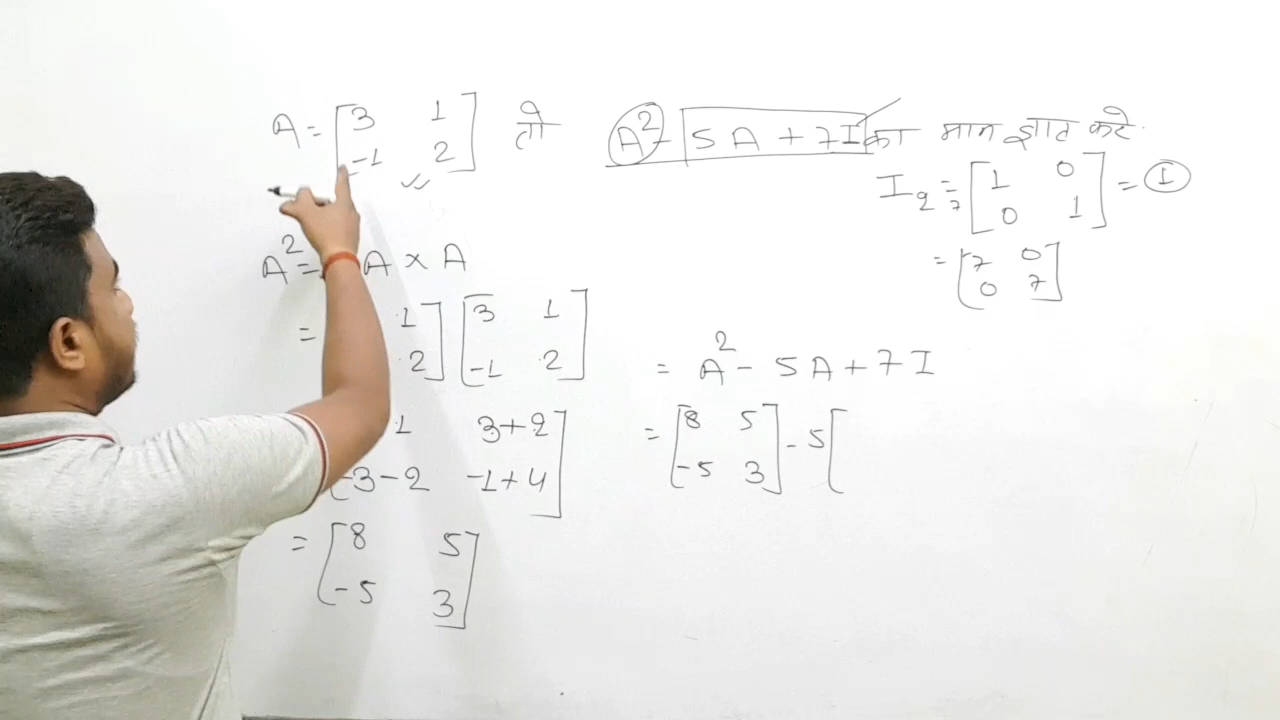 A = [3 1
-1 2] तो A² - 5A + 7I का मान ज्ञात करे.
I₂ = 7 [1 0
0 1] = I
= [7 0
0 7]
A² = A × A
= 1 2] [3 1
-1 2]
1 3+2
-3-2 -1+4]
= [8 5
-5 3]
= A² - 5A + 7I
= [8 5
-5 3] - 5 [